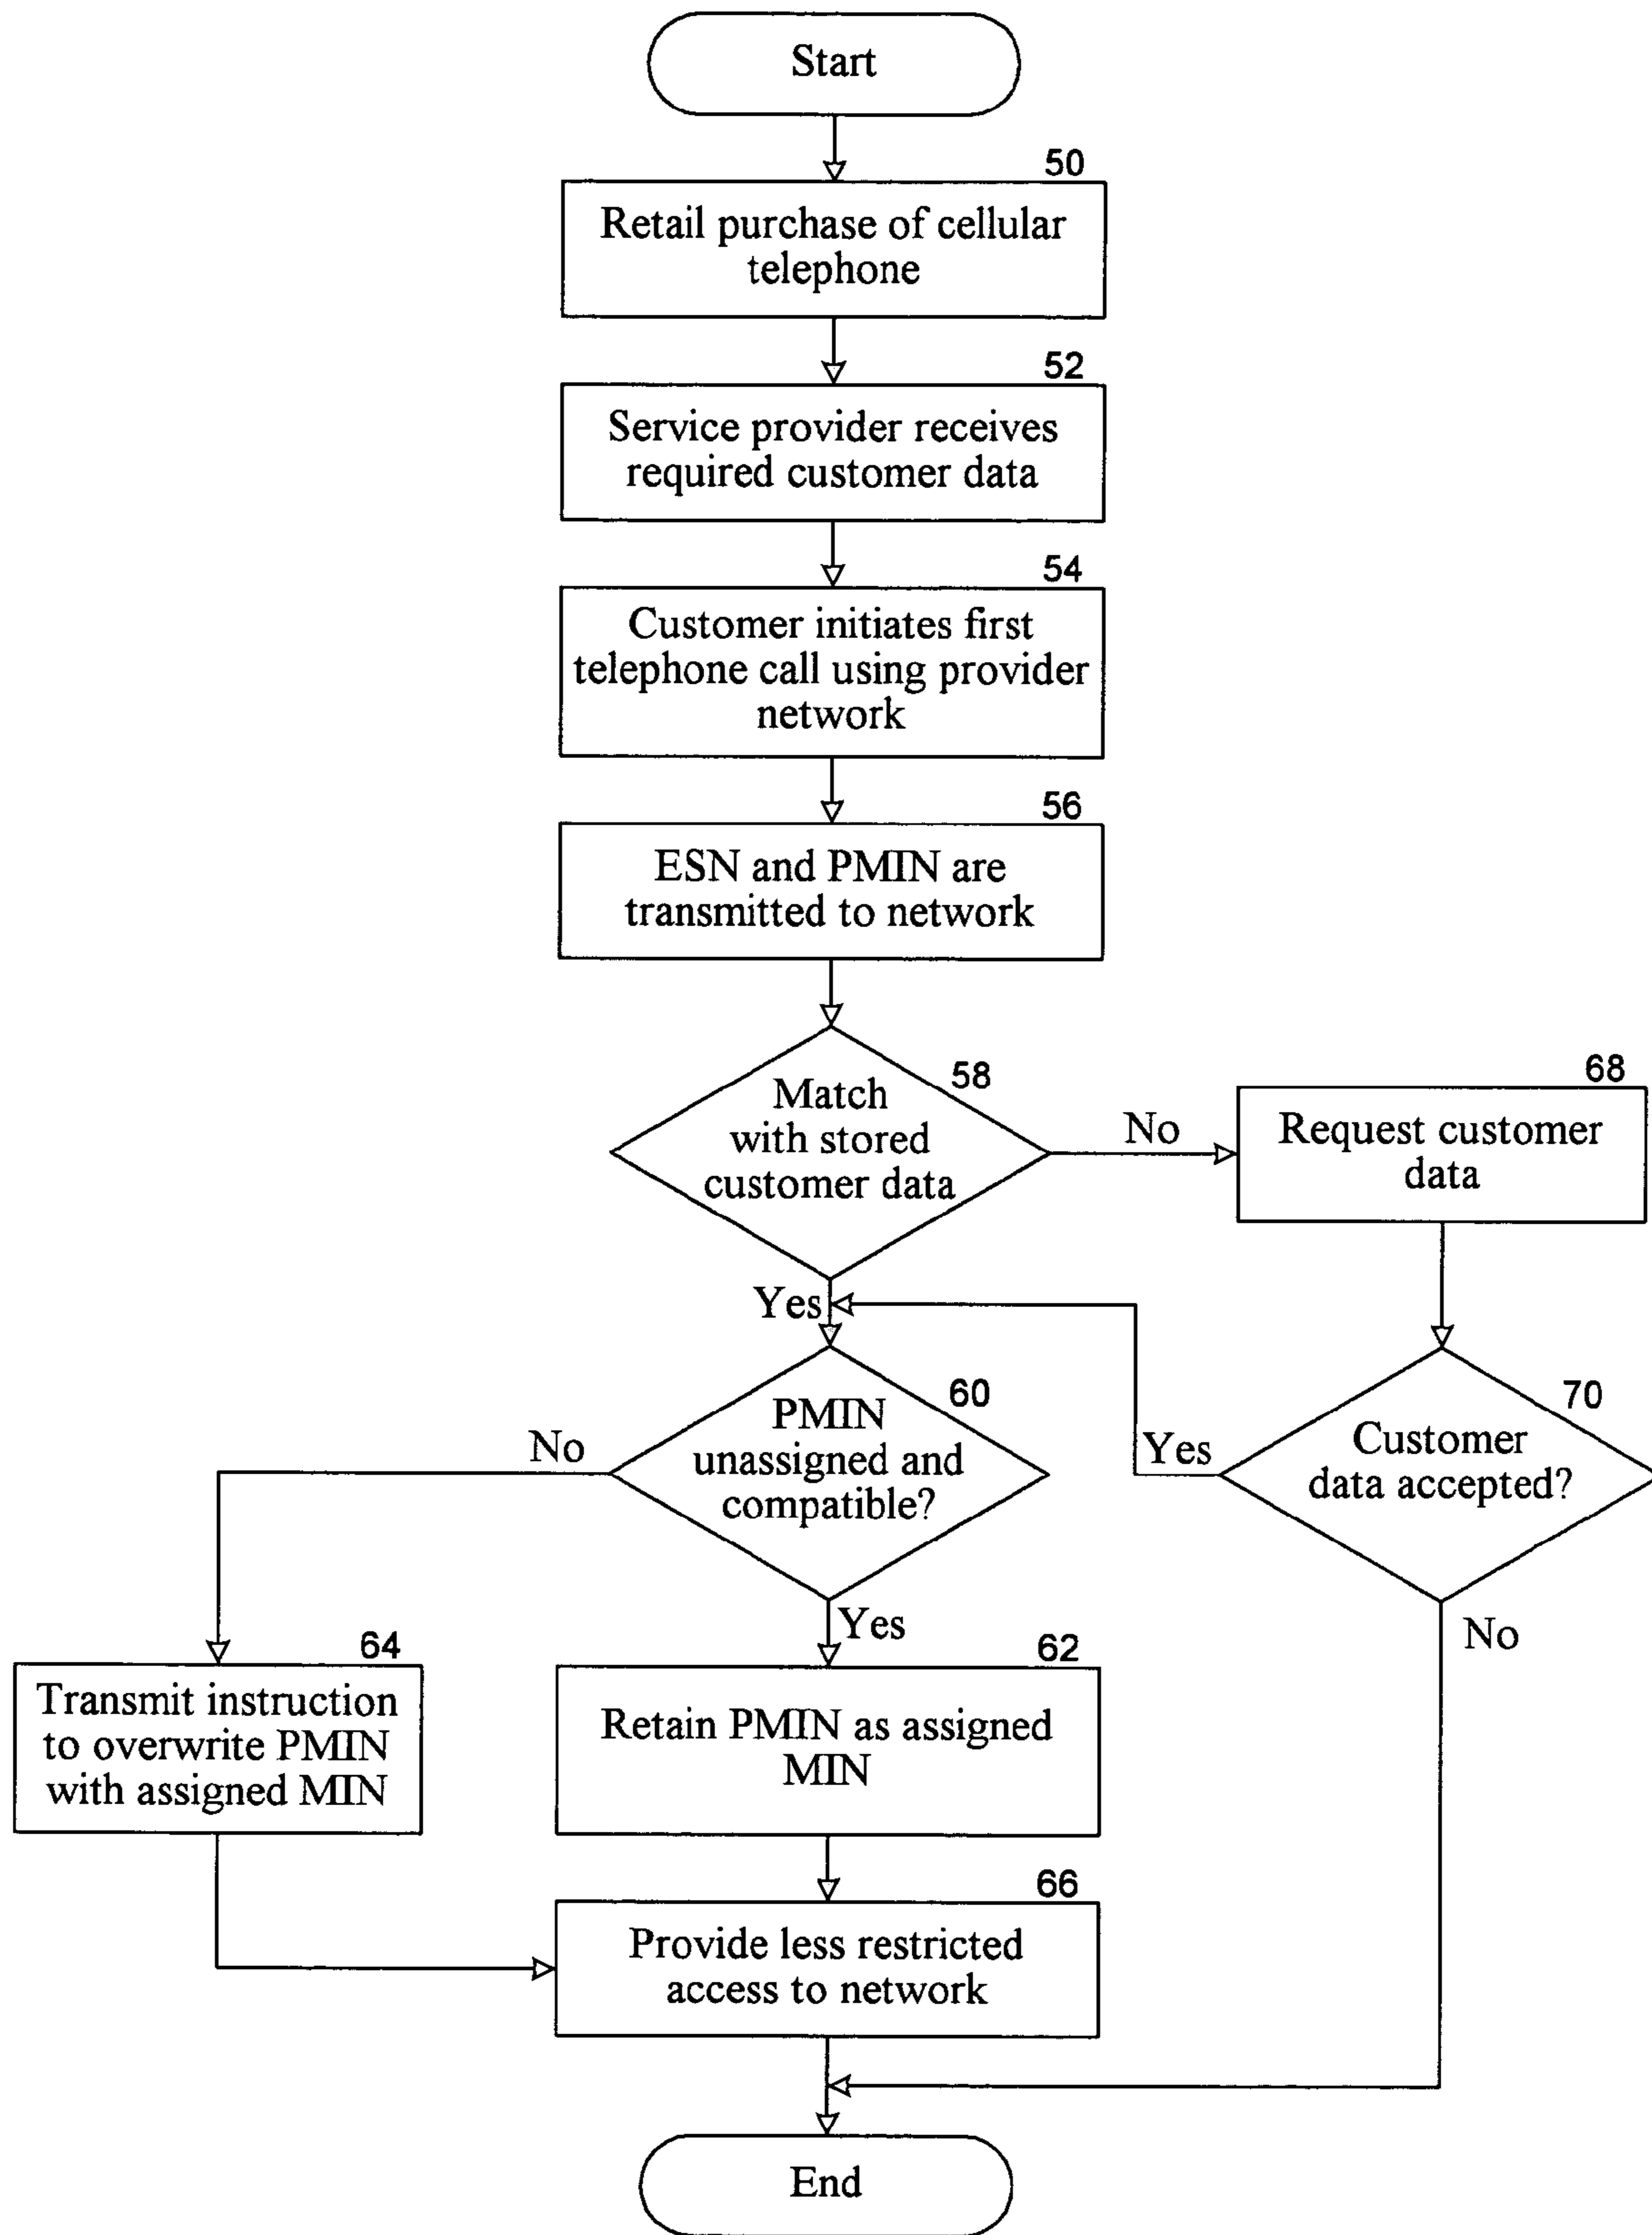 Start
50
Retail purchase of cellular
telephone
52
Service provider receives
required customer data
54
Customer initiates first
telephone call using provider
network
56
ESN and PMIN are
transmitted to network
58
Match
with stored
customer data
No
68
Request customer
data
Yes
60
PMIN
unassigned and
compatible?
No
70
Customer
data accepted?
Yes
No
Yes
64
Transmit instruction
to overwrite PMIN
with assigned MIN
62
Retain PMIN as assigned
MIN
66
Provide less restricted
access to network
End